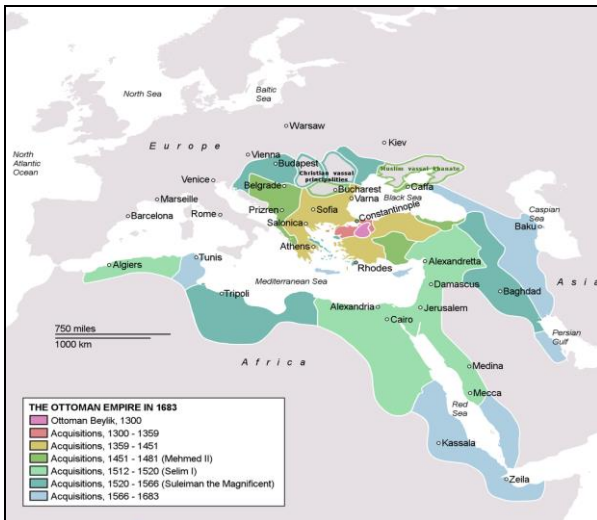 North Sea
Baltic
Sea
Warsaw
Kiev
Europe
North
Atlantic
Ocean
Vienna
Budapest
Christian vassal
principalities
Muslim vassal khanate
Venice
Belgrade
Bucharest
Caffa
Marseille
Varna
Black Sea
Caspian
Sea
Barcelona
Rome
Prizren
Sofia
Constantinople
Baku
Salonica
Athens
Asia
Algiers
Tunis
Rhodes
Alexandretta
Mediterranean Sea
Damascus
Baghdad
Tripoli
Alexandria
Jerusalem
Cairo
Persian
Gulf
750 miles
1000 km
Africa
Medina
Mecca
Red
Sea
Kassala
Zeila
THE OTTOMAN EMPIRE IN 1683
Ottoman Beylik, 1300
Acquisitions, 1300 - 1359
Acquisitions, 1359 - 1451
Acquisitions, 1451 - 1481 (Mehmed II)
Acquisitions, 1512 - 1520 (Selim I)
Acquisitions, 1520 - 1566 (Suleiman the Magnificent)
Acquisitions, 1566 - 1683